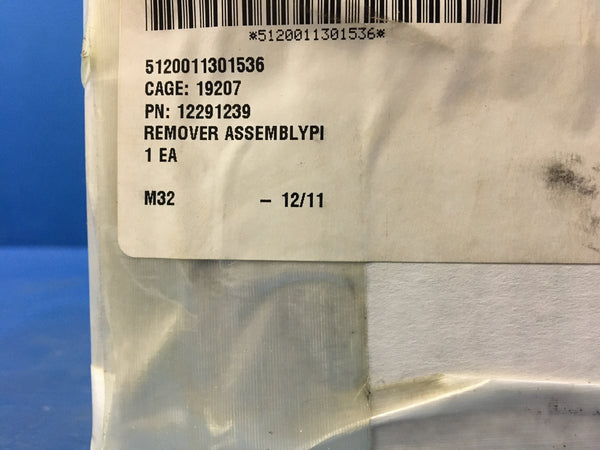 *5120011301536*
5120011301536
CAGE: 19207
PN: 12291239
REMOVER ASSEMBLYPI
1 EA
M32 – 12/11